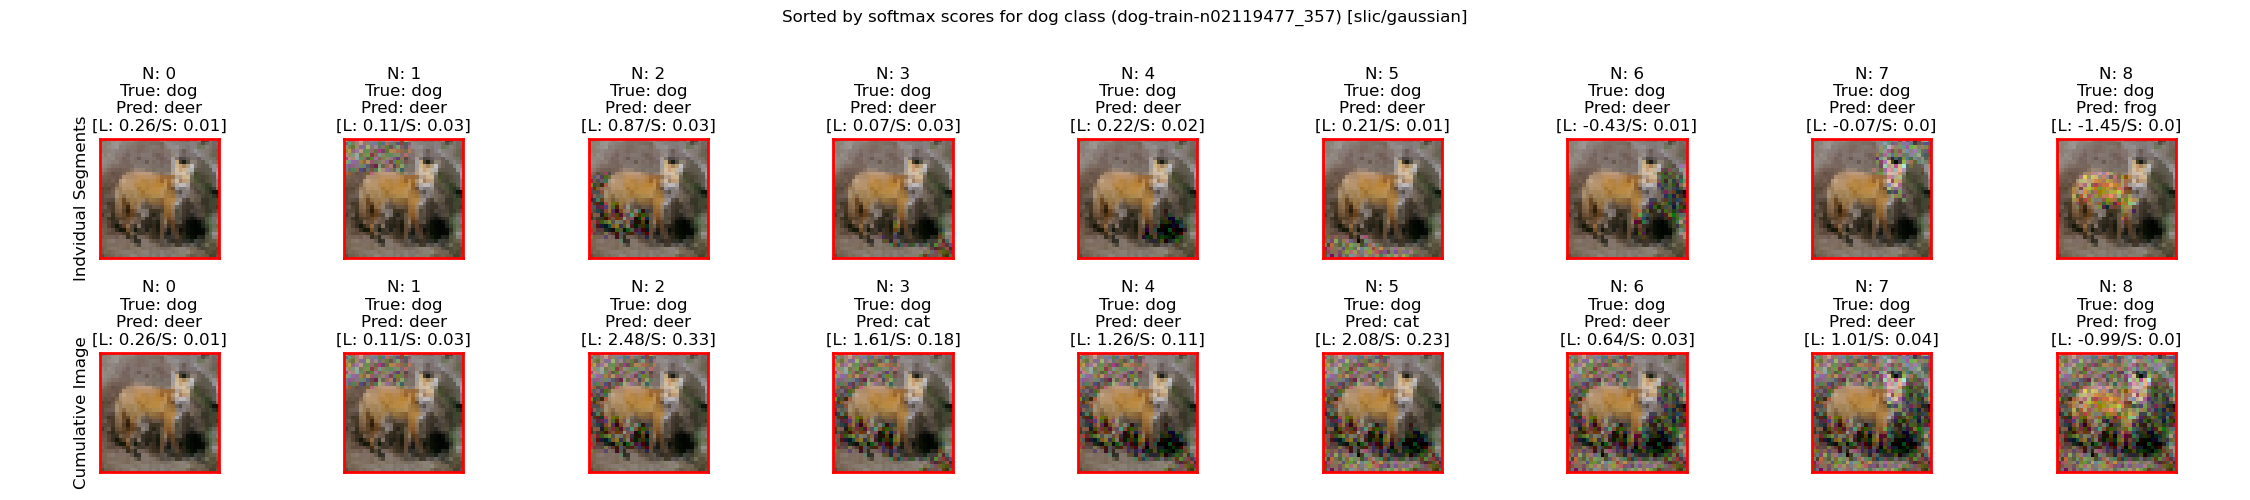 Sorted by softmax scores for dog class (dog-train-n02119477_357) [slic/gaussian]
Indvidual Segments
N: 0
True: dog
Pred: deer
[L: 0.26/S: 0.01]
N: 1
True: dog
Pred: deer
[L: 0.11/S: 0.03]
N: 2
True: dog
Pred: deer
[L: 0.87/S: 0.03]
N: 3
True: dog
Pred: deer
[L: 0.07/S: 0.03]
N: 4
True: dog
Pred: deer
[L: 0.22/S: 0.02]
N: 5
True: dog
Pred: deer
[L: 0.21/S: 0.01]
N: 6
True: dog
Pred: deer
[L: -0.43/S: 0.01]
N: 7
True: dog
Pred: deer
[L: -0.07/S: 0.0]
N: 8
True: dog
Pred: frog
[L: -1.45/S: 0.0]
Cumulative Image
N: 0
True: dog
Pred: deer
[L: 0.26/S: 0.01]
N: 1
True: dog
Pred: deer
[L: 0.11/S: 0.03]
N: 2
True: dog
Pred: deer
[L: 2.48/S: 0.33]
N: 3
True: dog
Pred: cat
[L: 1.61/S: 0.18]
N: 4
True: dog
Pred: deer
[L: 1.26/S: 0.11]
N: 5
True: dog
Pred: cat
[L: 2.08/S: 0.23]
N: 6
True: dog
Pred: deer
[L: 0.64/S: 0.03]
N: 7
True: dog
Pred: deer
[L: 1.01/S: 0.04]
N: 8
True: dog
Pred: frog
[L: -0.99/S: 0.0]